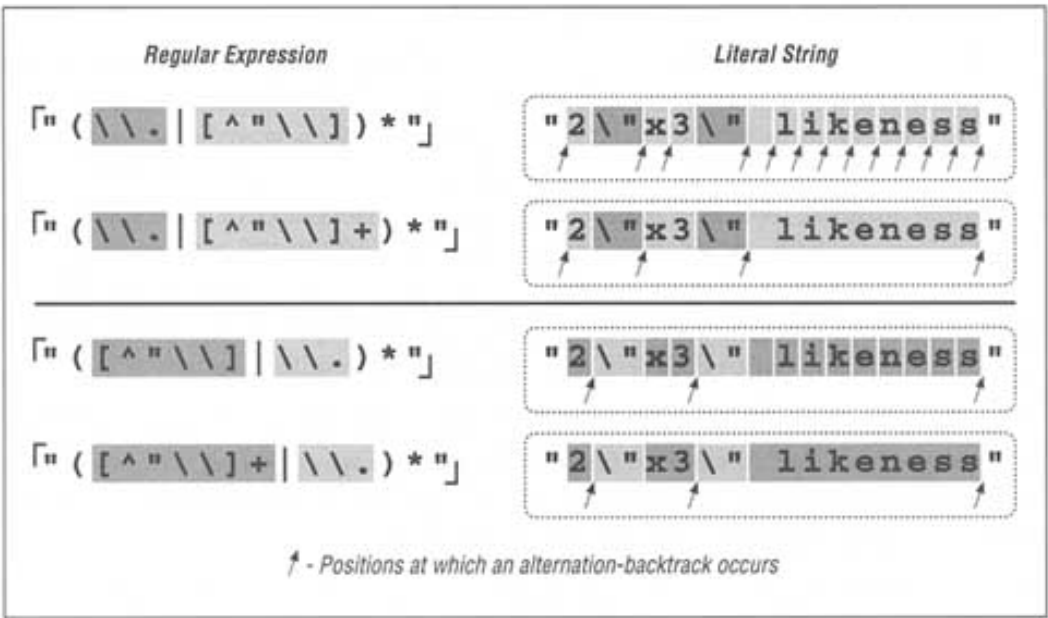 Regular Expression Literal String
⌈"(\\.|[^"\\])*"⌋ "2\"x3\" likeness"
⌈"(\\.|[^"\\]+)*"⌋ "2\"x3\" likeness"
⌈"([^"\\]|\\.)*"⌋ "2\"x3\" likeness"
⌈"([^"\\]+|\\.)*"⌋ "2\"x3\" likeness"
↗ - Positions at which an alternation-backtrack occurs